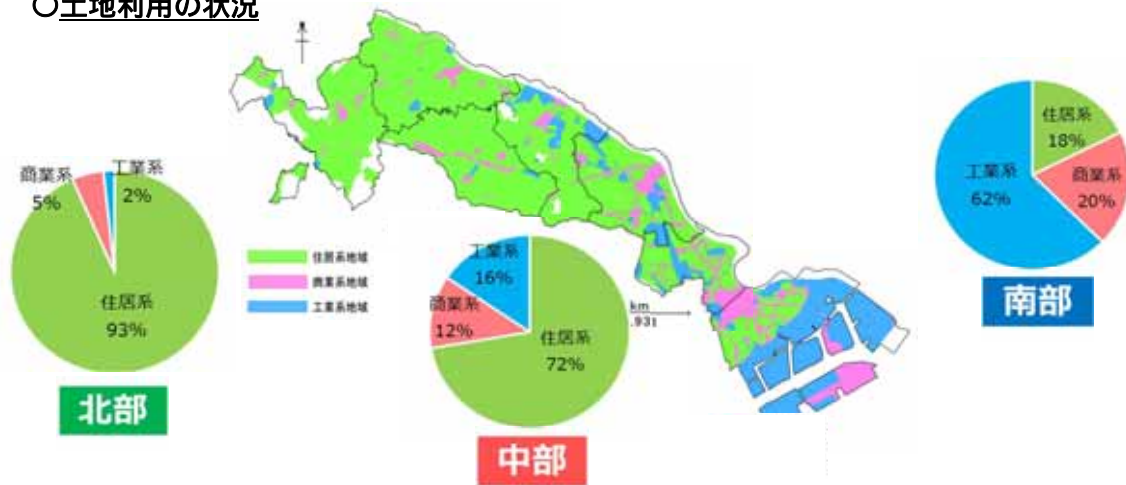 ○土地利用の状況
商業系
5%
工業系
2%
住居系
93%
北部
住居系地域
商業系地域
工業系地域
工業系
16%
商業系
12%
住居系
72%
中部
km
.931
工業系
62%
住居系
18%
商業系
20%
南部